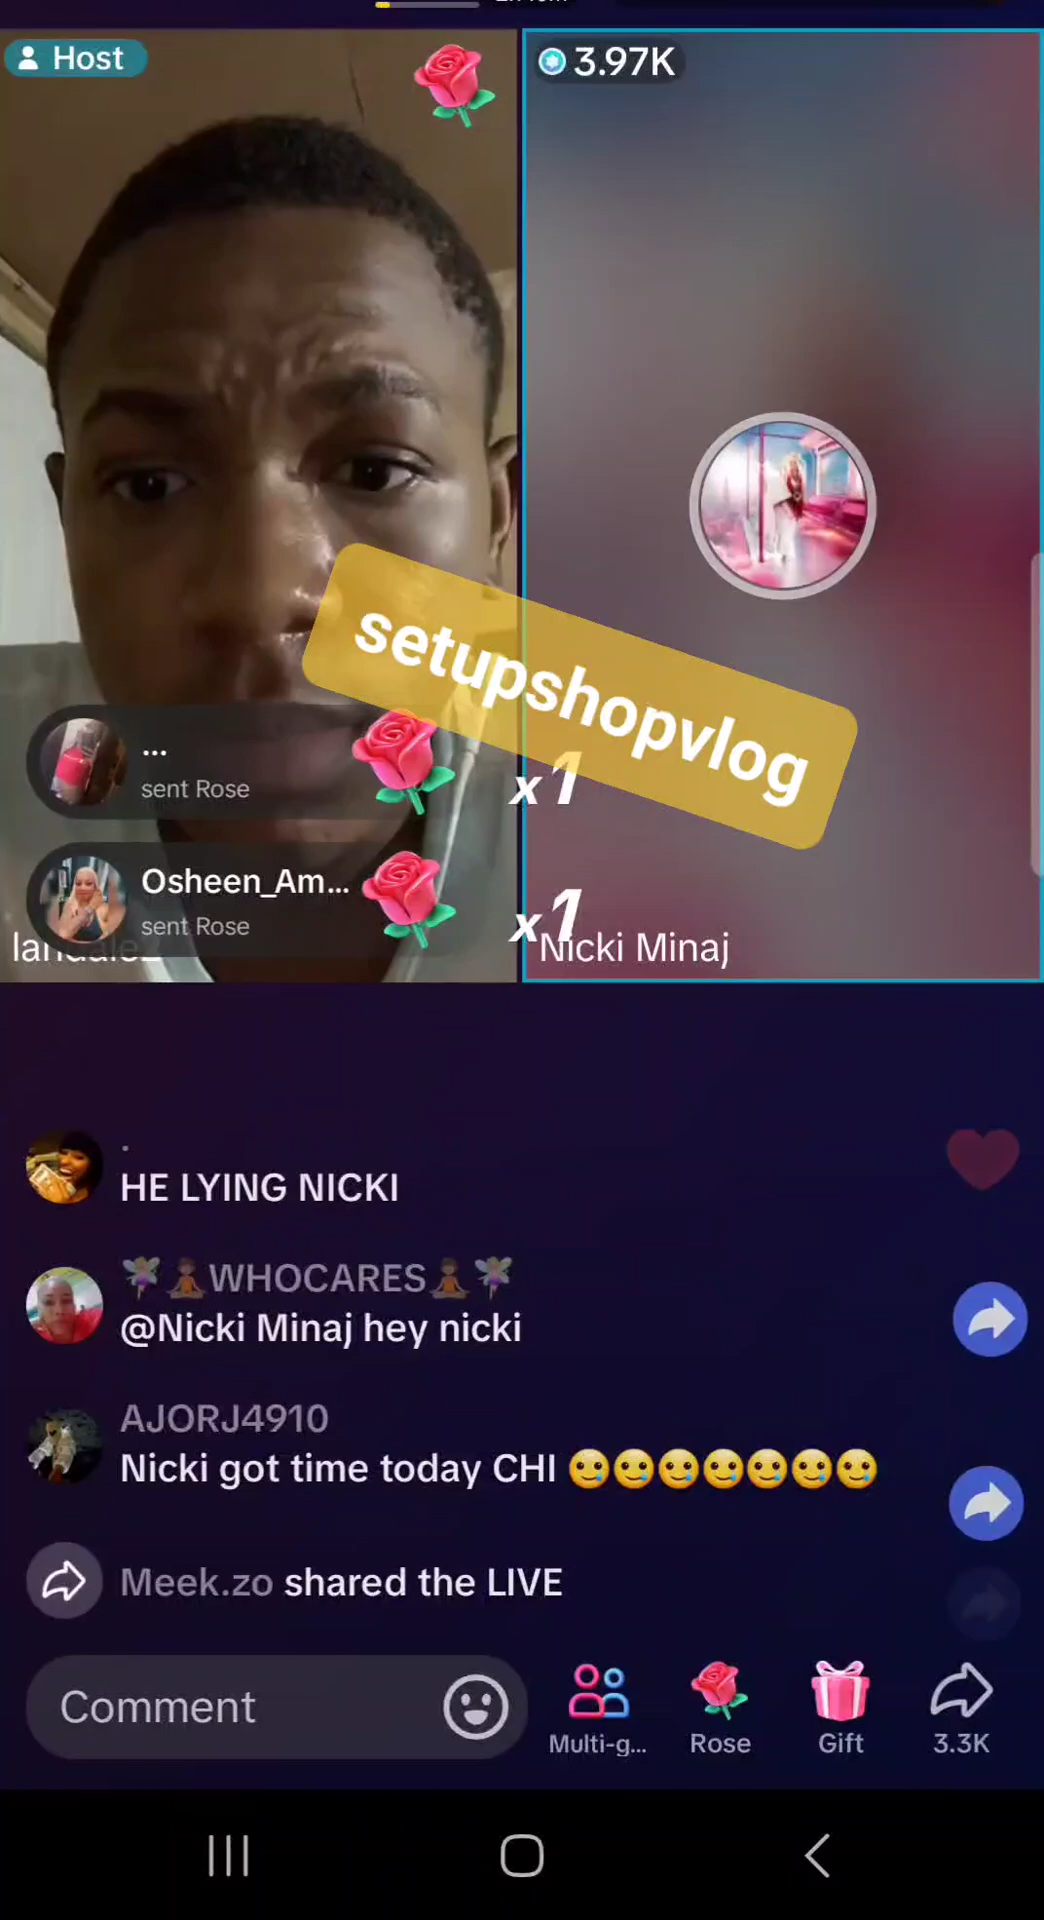 Host
3.97K
setupshopvlog
...
sent Rose
x1
Osheen_Am...
sent Rose
x1
Nicki Minaj
.
HE LYING NICKI
🧚🧘🏾WHOCARES🧘🏾🧚
@Nicki Minaj hey nicki
AJORJ4910
Nicki got time today CHI 🥲🥲🥲🥲🥲🥲🥲
Meek.zo shared the LIVE
Comment
Multi-g...
Rose
Gift
3.3K